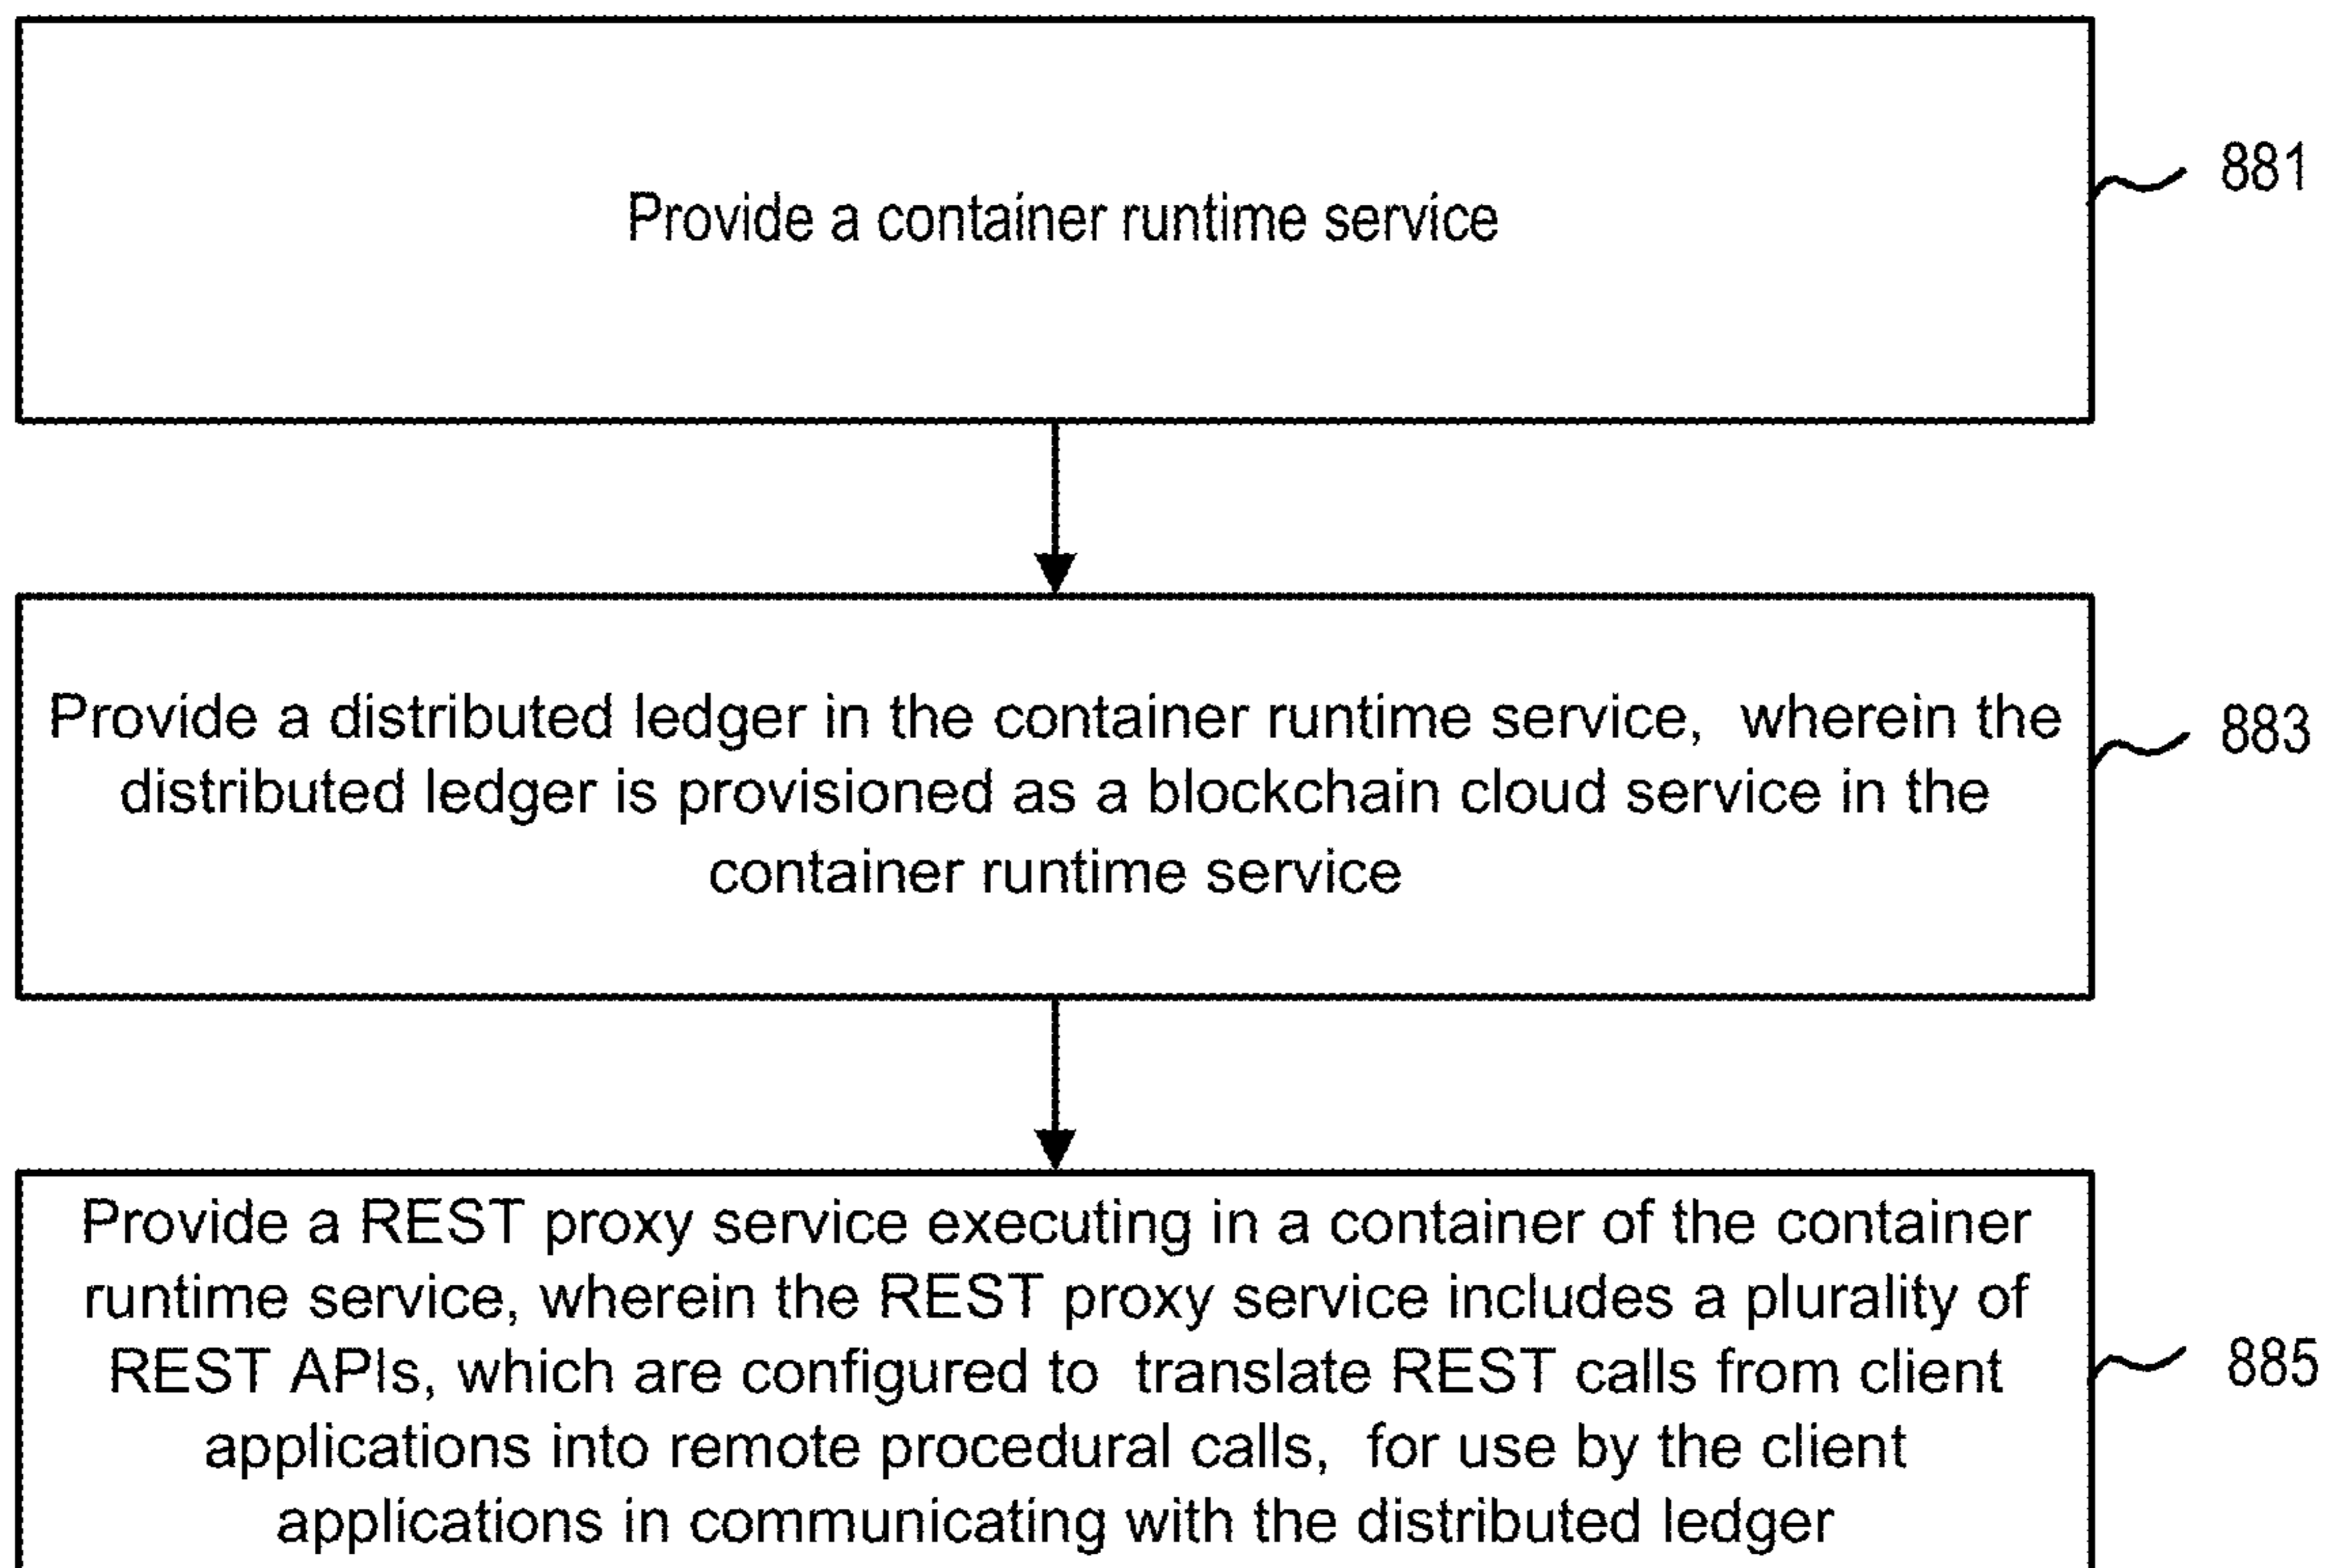 Provide a container runtime service
881
Provide a distributed ledger in the container runtime service, wherein the
distributed ledger is provisioned as a blockchain cloud service in the
container runtime service
883
Provide a REST proxy service executing in a container of the container
runtime service, wherein the REST proxy service includes a plurality of
REST APIs, which are configured to translate REST calls from client
applications into remote procedural calls, for use by the client
applications in communicating with the distributed ledger
885